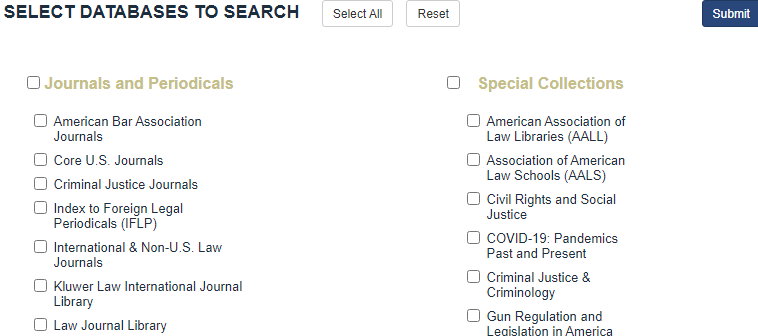 SELECT DATABASES TO SEARCH
Select All
Reset
Submit
Journals and Periodicals
American Bar Association
Journals
Core U.S. Journals
Criminal Justice Journals
Index to Foreign Legal
Periodicals (IFLP)
International & Non-U.S. Law
Journals
Kluwer Law International Journal
Library
Law Journal Library
Special Collections
American Association of
Law Libraries (AALL)
Association of American
Law Schools (AALS)
Civil Rights and Social
Justice
COVID-19: Pandemics
Past and Present
Criminal Justice &
Criminology
Gun Regulation and
Legislation in America